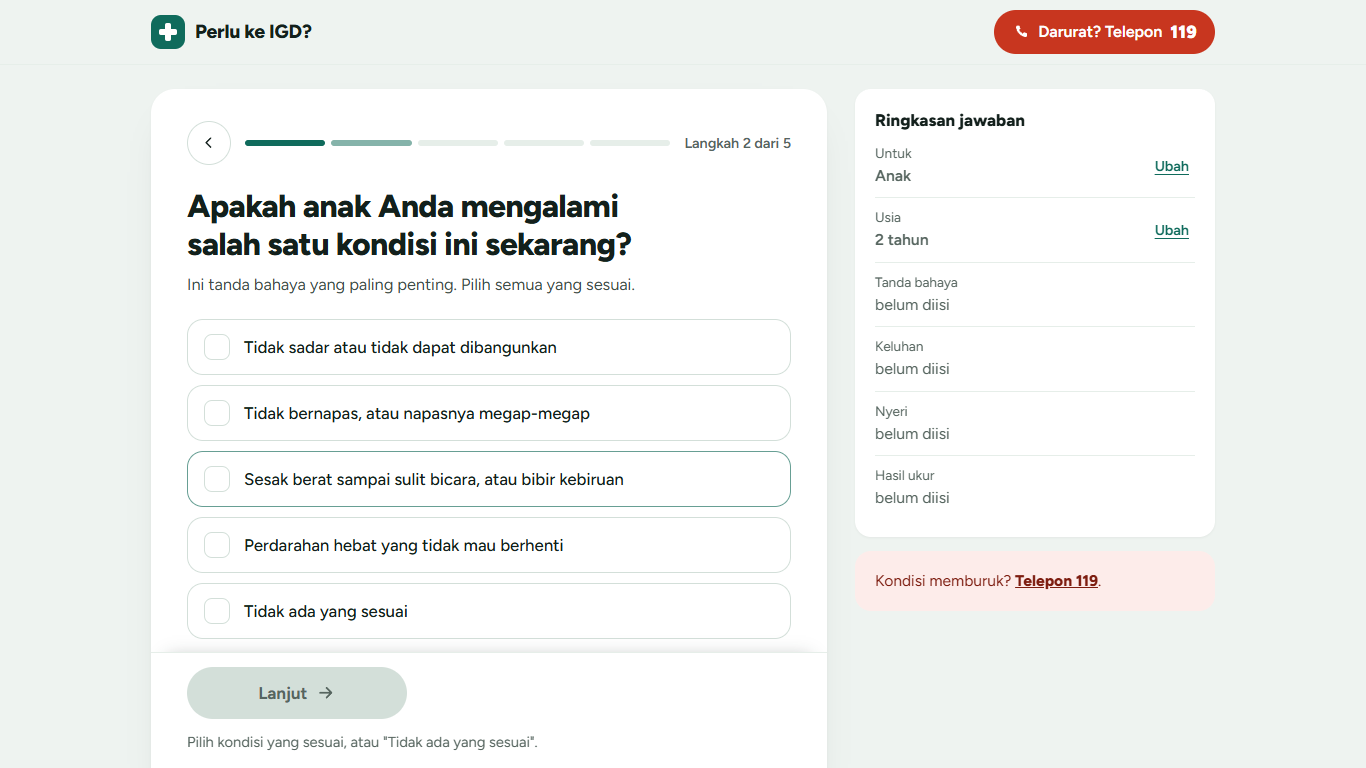 Perlu ke IGD?
Darurat? Telepon 119
Langkah 2 dari 5
Apakah anak Anda mengalami
salah satu kondisi ini sekarang?
Ini tanda bahaya yang paling penting. Pilih semua yang sesuai.
Tidak sadar atau tidak dapat dibangunkan
Tidak bernapas, atau napasnya megap-megap
Sesak berat sampai sulit bicara, atau bibir kebiruan
Perdarahan hebat yang tidak mau berhenti
Tidak ada yang sesuai
Lanjut
Pilih kondisi yang sesuai, atau "Tidak ada yang sesuai".
Ringkasan jawaban
Untuk
Anak
Ubah
Usia
2 tahun
Ubah
Tanda bahaya
belum diisi
Keluhan
belum diisi
Nyeri
belum diisi
Hasil ukur
belum diisi
Kondisi memburuk? Telepon 119.